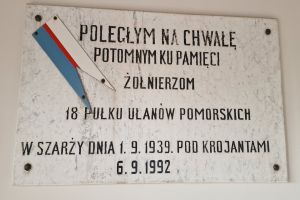 POLEGŁYM NA CHWAŁĘ
POTOMNYM KU PAMIĘCI
ŻOŁNIERZOM
18 PUŁKU UŁANÓW POMORSKICH
W SZARŻY DNIA 1. 9. 1939. POD KROJANTAMI
6. 9. 1992